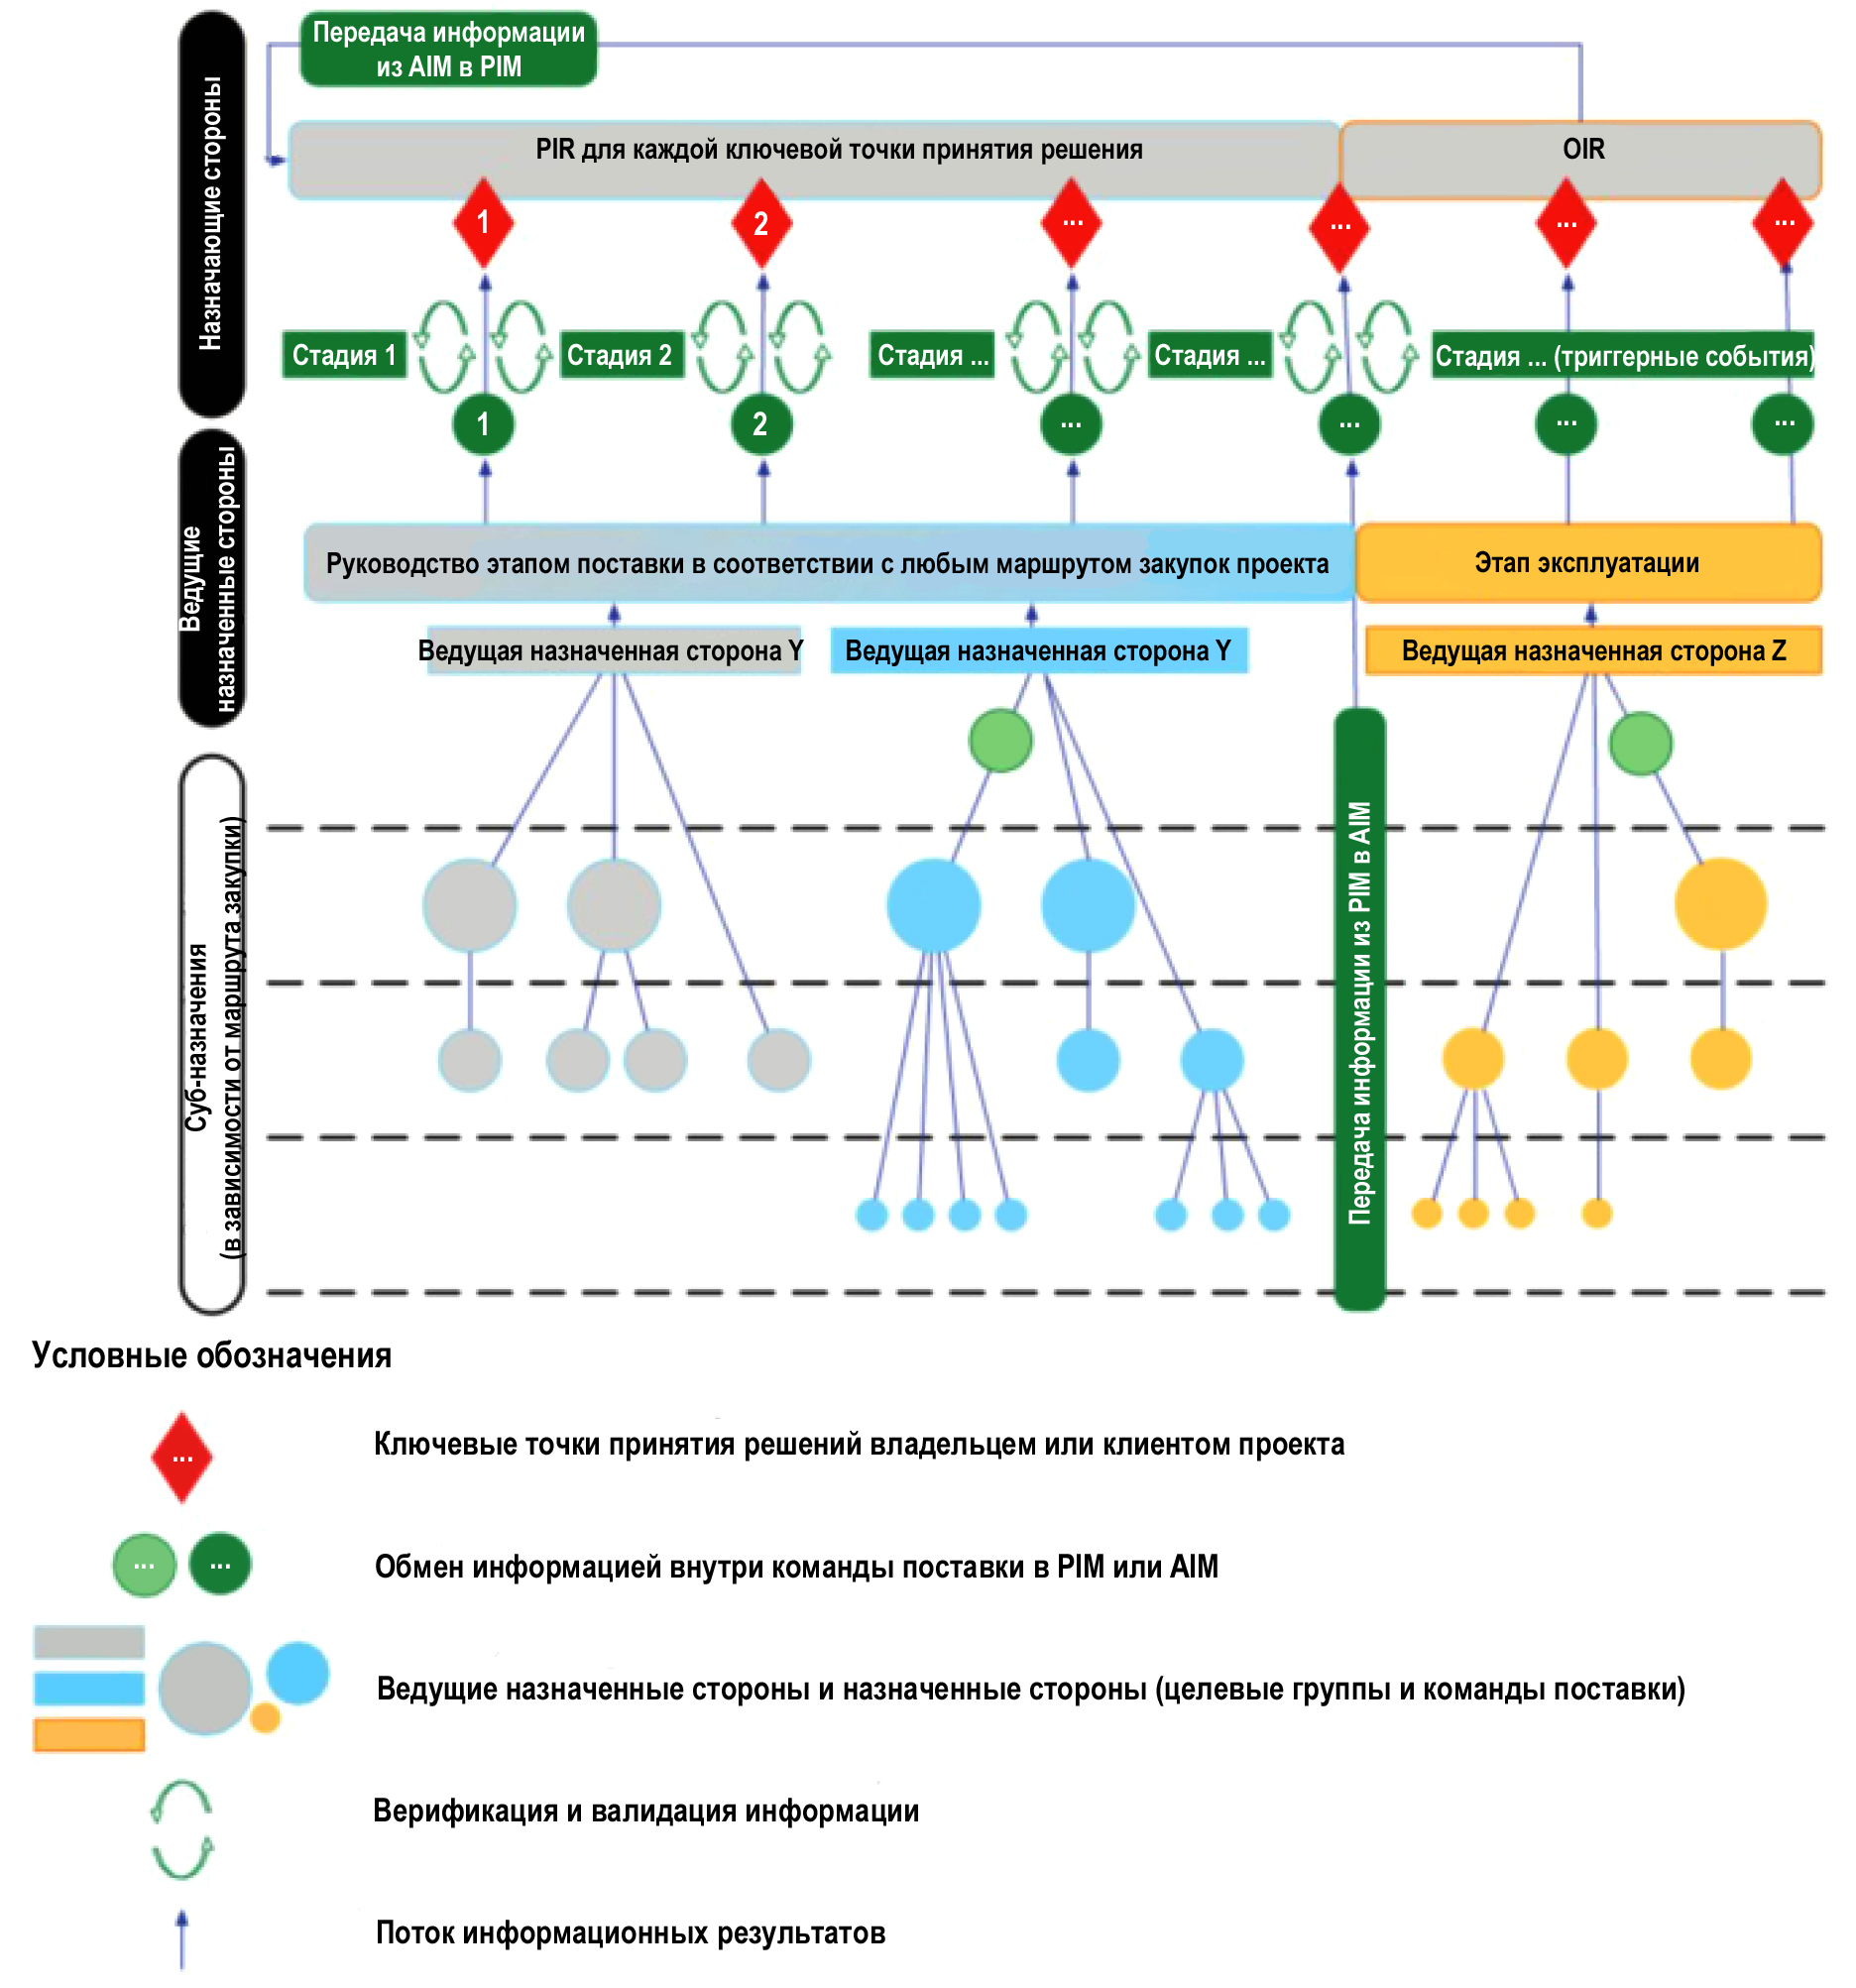 Передача информации
из AIM в PIM
Назначающие стороны
PIR для каждой ключевой точки принятия решения
OIR
1
2
...
...
...
...
Стадия 1
Стадия 2
Стадия ...
Стадия ...
Стадия ... (триггерные события)
1
2
...
...
...
...
Ведущие
назначенные стороны
Руководство этапом поставки в соответствии с любым маршрутом закупок проекта
Этап эксплуатации
Ведущая назначенная сторона Y
Ведущая назначенная сторона Y
Ведущая назначенная сторона Z
Суб-назначения
(в зависимости от маршрута закупки)
Передача информации из PIM в AIM
Условные обозначения
...
Ключевые точки принятия решений владельцем или клиентом проекта
...
...
Обмен информацией внутри команды поставки в PIM или AIM
Ведущие назначенные стороны и назначенные стороны (целевые группы и команды поставки)
Верификация и валидация информации
Поток информационных результатов